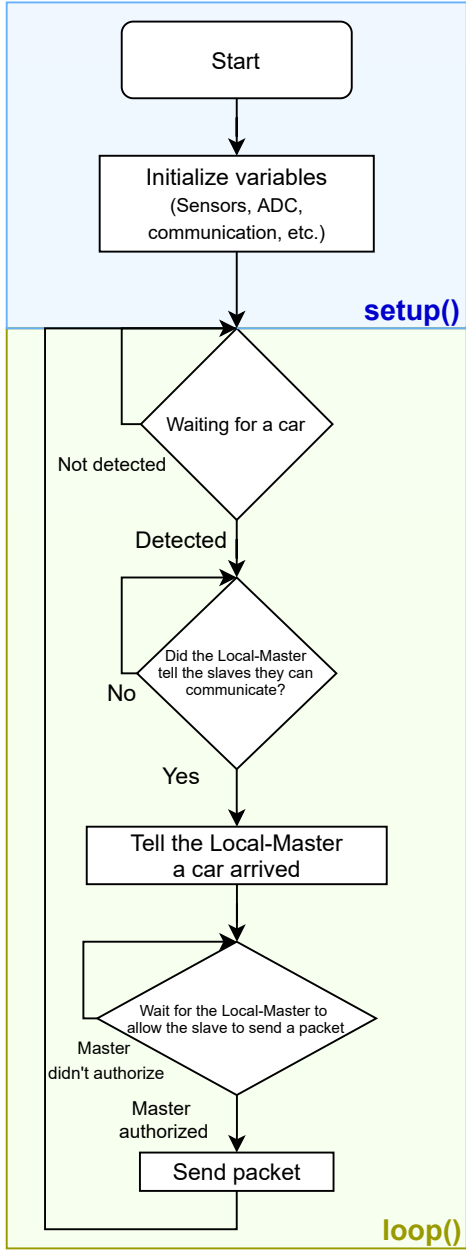 Start
Initialize variables
(Sensors, ADC,
communication, etc.)
setup()
Waiting for a car
Not detected
Detected
Did the Local-Master
tell the slaves they can
communicate?
No
Yes
Tell the Local-Master
a car arrived
Wait for the Local-Master to
allow the slave to send a packet
Master
didn't authorize
Master
authorized
Send packet
loop()